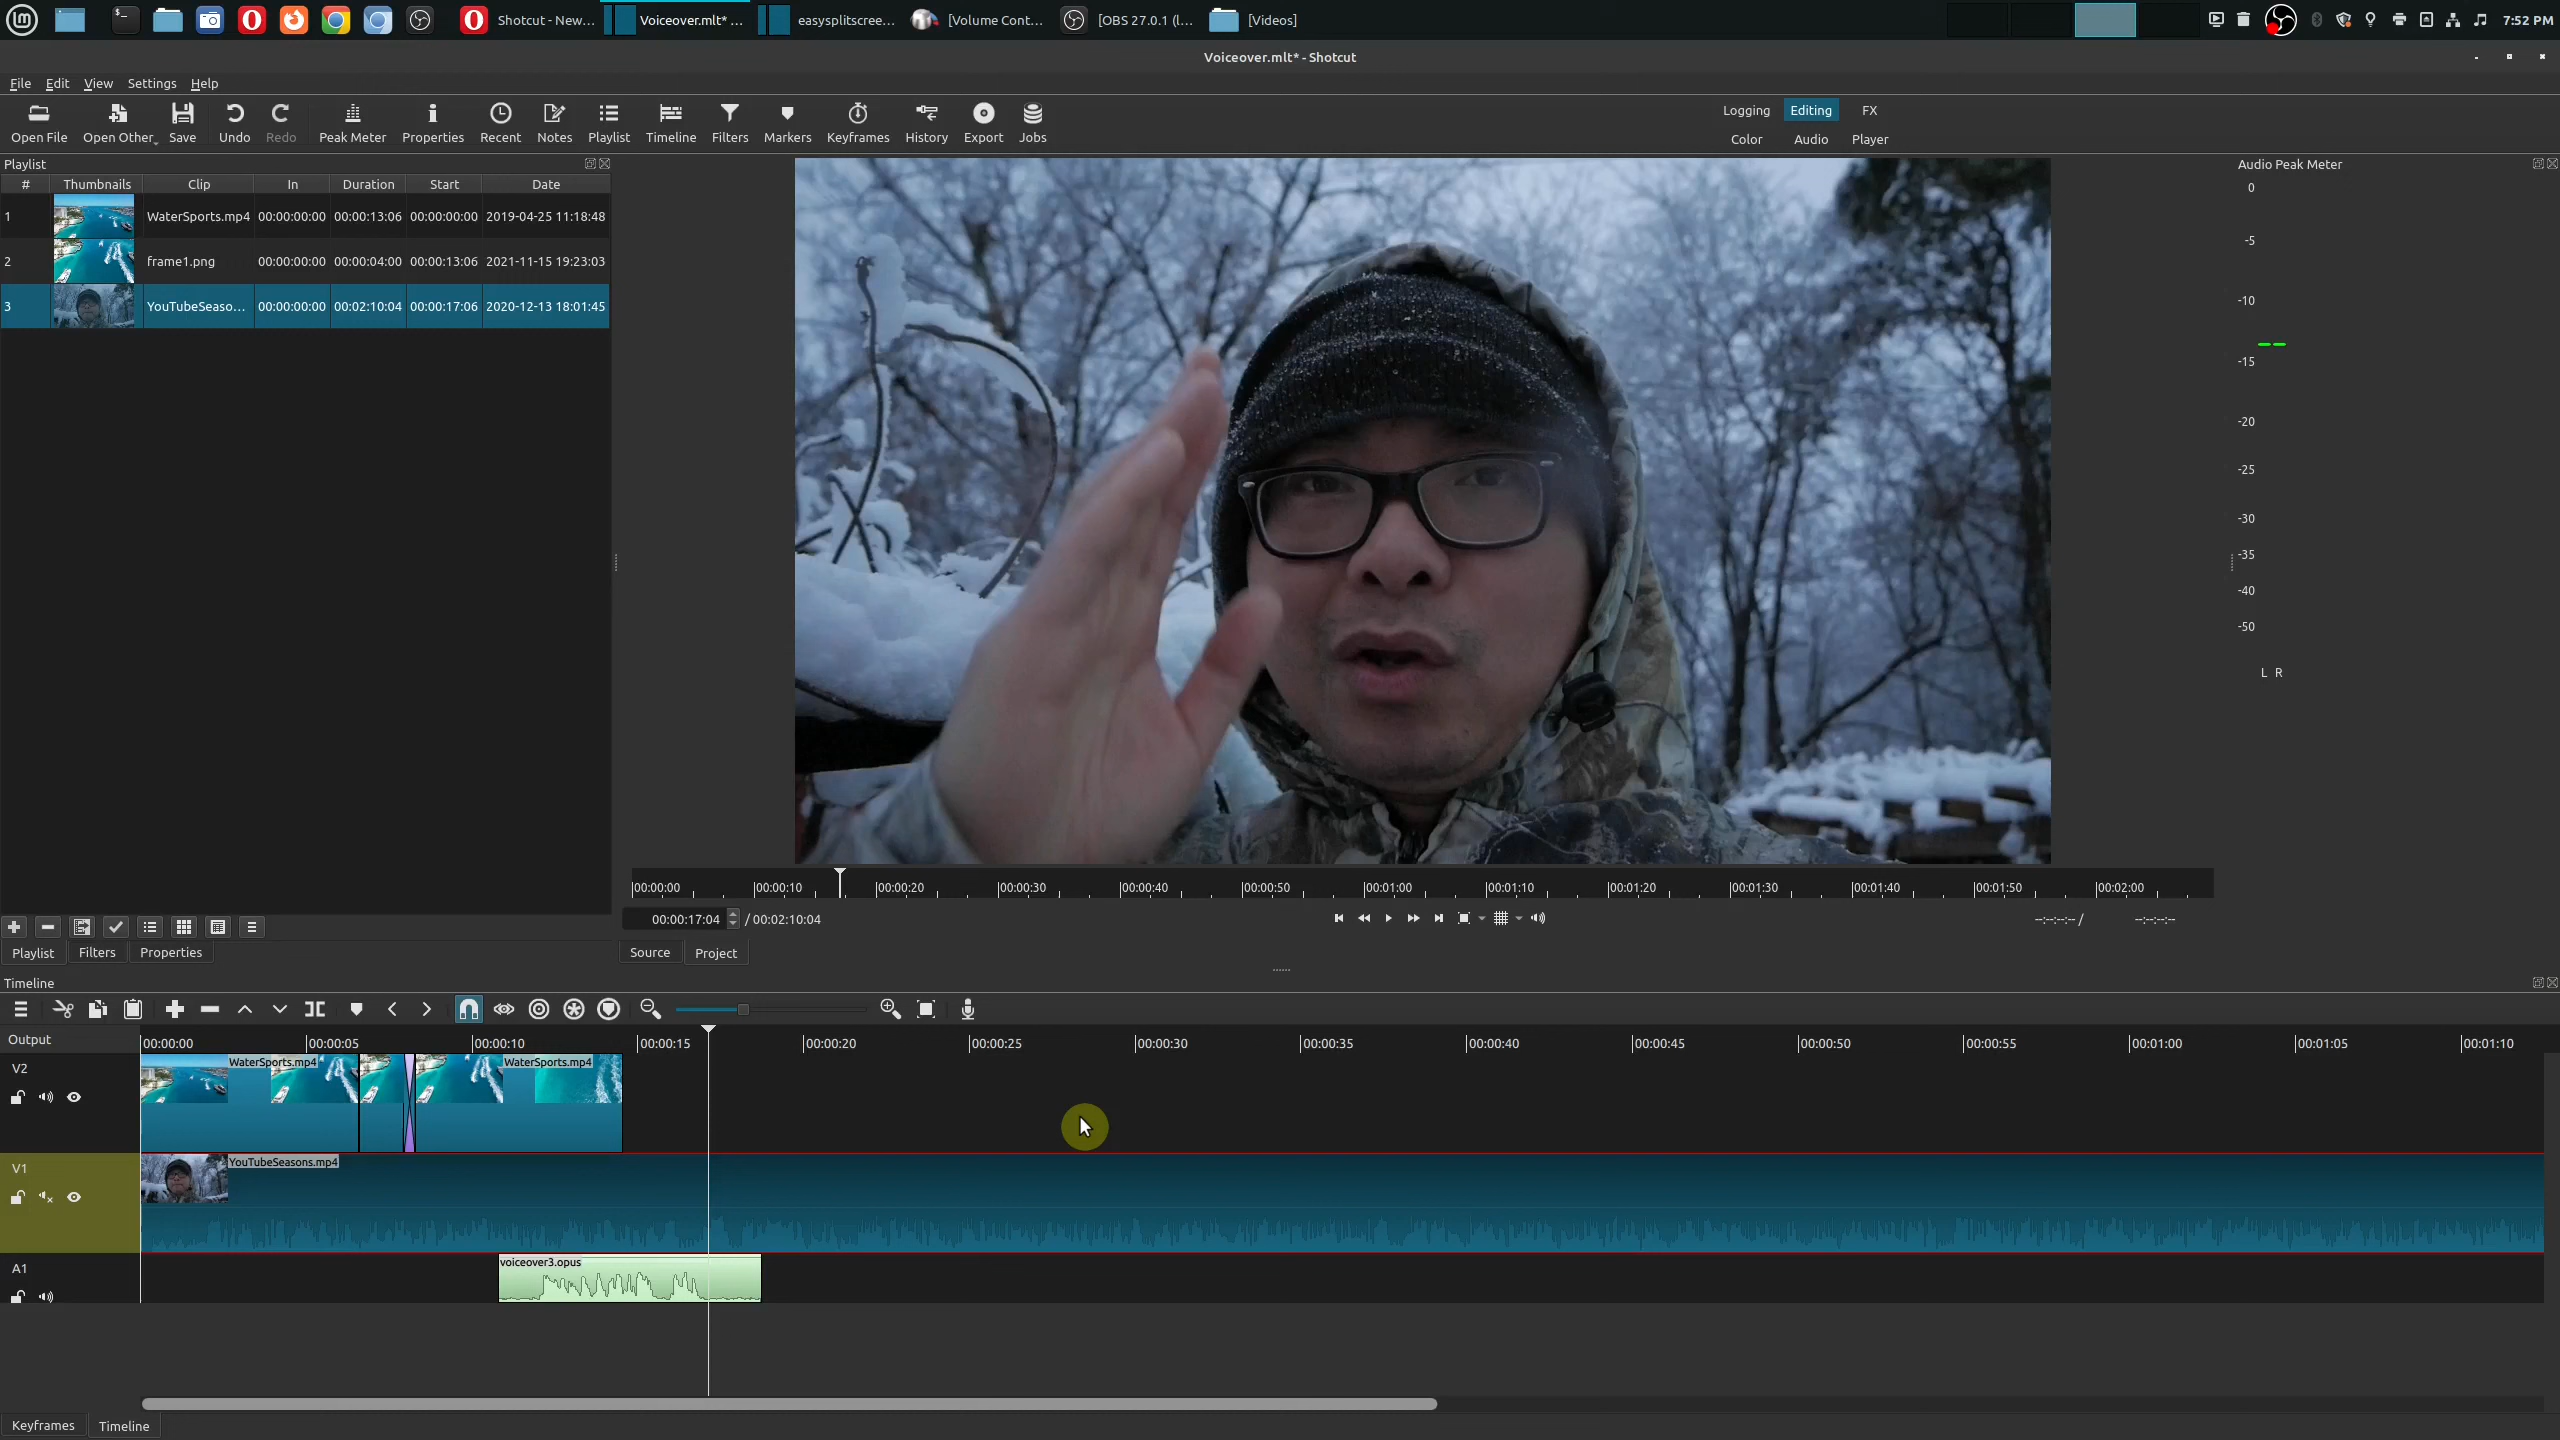 Shotcut - New...
Voiceover.mlt* ...
easysplitscree...
[Volume Cont...
[OBS 27.0.1 (l...
[Videos]
7:52 PM
Voiceover.mlt* - Shotcut
File Edit View Settings Help
Open File Open Other Save Undo Redo Peak Meter Properties Recent Notes Playlist Timeline Filters Markers Keyframes History Export Jobs
Logging Editing FX
Color Audio Player
Playlist
# Thumbnails Clip In Duration Start Date
1 WaterSports.mp4 00:00:00:00 00:00:13:06 00:00:00:00 2019-04-25 11:18:48
2 frame1.png 00:00:00:00 00:00:04:00 00:00:13:06 2021-11-15 19:23:03
3 YouTubeSeaso... 00:00:00:00 00:02:10:04 00:00:17:06 2020-12-13 18:01:45
Audio Peak Meter
0
-5
-10
-15
-20
-25
-30
-35
-40
-50
L R
00:00:00 00:00:10 00:00:20 00:00:30 00:00:40 00:00:50 00:01:00 00:01:10 00:01:20 00:01:30 00:01:40 00:01:50 00:02:00
00:00:17:04 / 00:02:10:04
--:--:--:-- / --:--:--:--
Playlist Filters Properties
Source Project
Timeline
Output
00:00:00 00:00:05 00:00:10 00:00:15 00:00:20 00:00:25 00:00:30 00:00:35 00:00:40 00:00:45 00:00:50 00:00:55 00:01:00 00:01:05 00:01:10
V2
WaterSports.mp4
WaterSports.mp4
V1
YouTubeSeasons.mp4
A1
voiceover3.opus
Keyframes Timeline